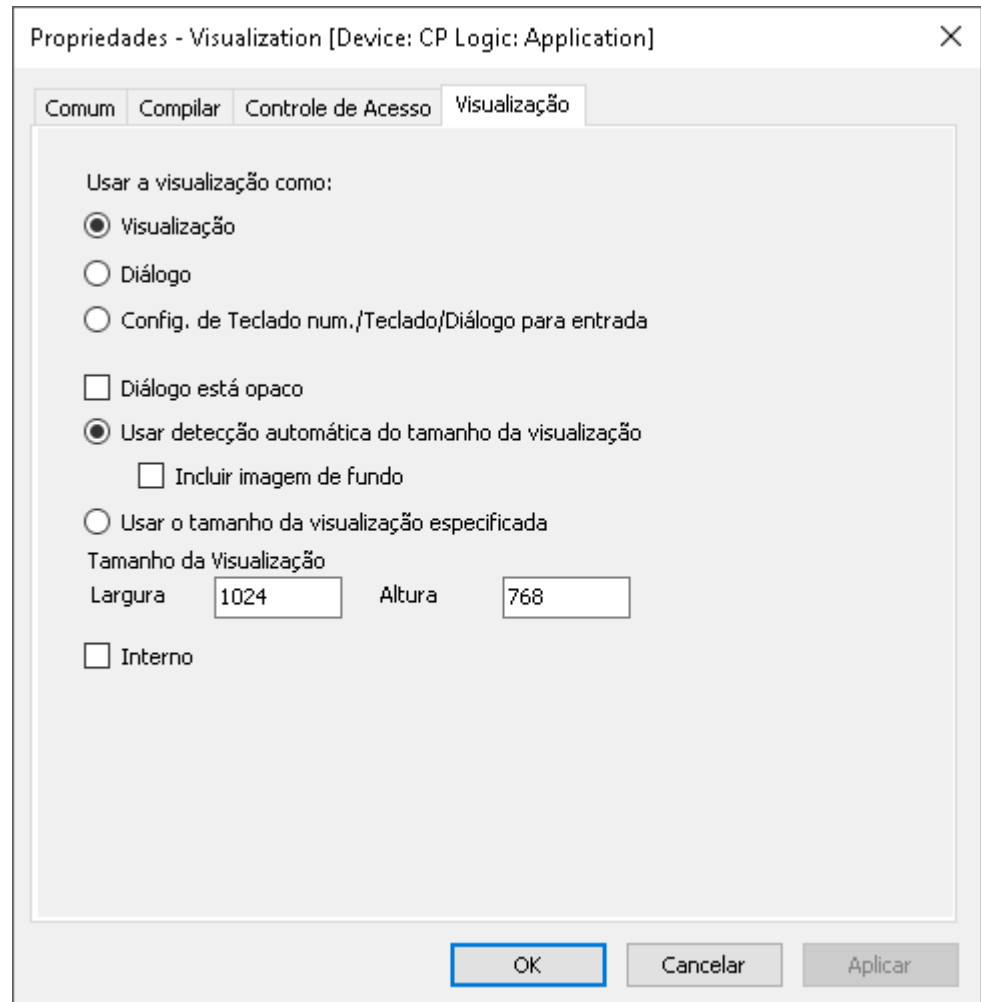 Propriedades - Visualization [Device: CP Logic: Application]
Comum Compilar Controle de Acesso Visualização
Usar a visualização como:
Visualização
Diálogo
Config. de Teclado num./Teclado/Diálogo para entrada
Diálogo está opaco
Usar detecção automática do tamanho da visualização
Incluir imagem de fundo
Usar o tamanho da visualização especificada
Tamanho da Visualização
Largura 1024 Altura 768
Interno
OK Cancelar Aplicar